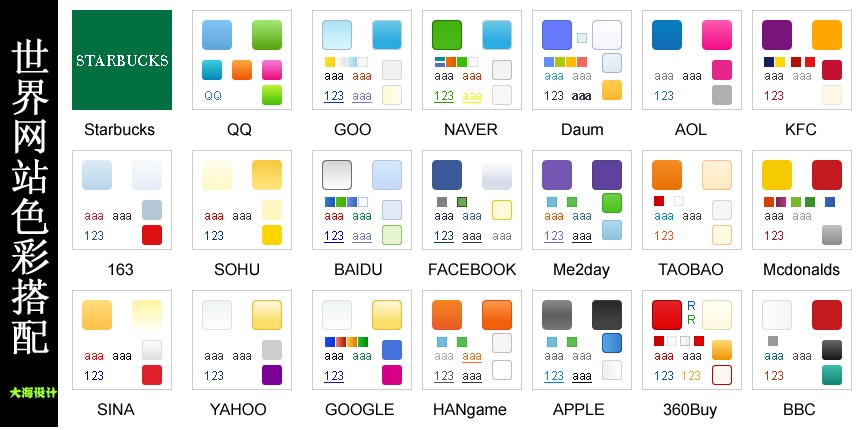 世界网站色彩搭配
大海设计
STARBUCKS
Starbucks
QQ
QQ
aaa aaa
123 aaa
GOO
aaa aaa
123 aaa
NAVER
aaa aaa
123 aaa
Daum
aaa aaa
123
AOL
aaa aaa
123
KFC
aaa aaa
123
163
aaa aaa
123
SOHU
aaa aaa
123 aaa
BAIDU
aaa aaa
123 aaa aaa
FACEBOOK
aaa aaa
123 aaa
Me2day
aaa aaa
123
TAOBAO
aaa aaa
123
Mcdonalds
aaa aaa
123
SINA
aaa aaa
123
YAHOO
aaa aaa
123
GOOGLE
aaa aaa
123 aaa
HANgame
aaa aaa
123 aaa
APPLE
R
R
aaa aaa
123 123
360Buy
aaa aaa
123
BBC